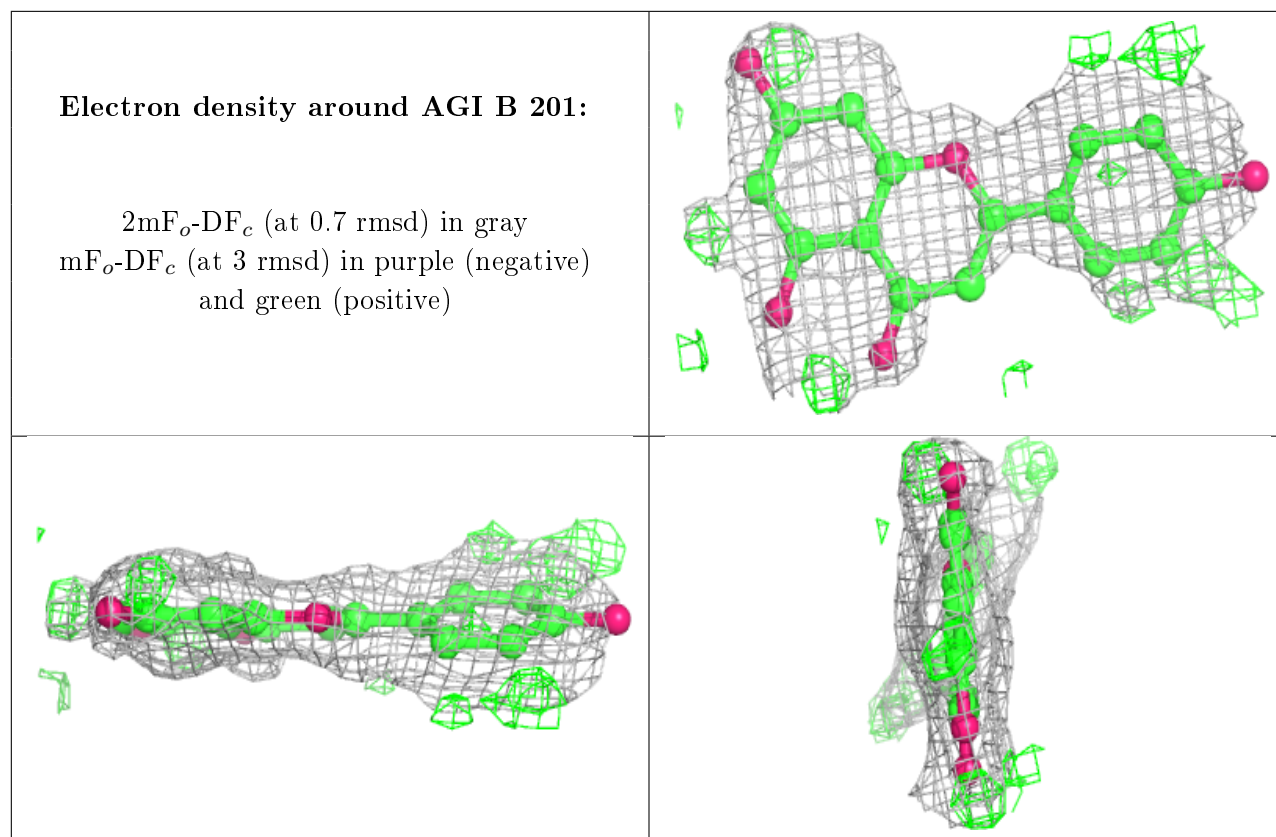 Electron density around AGI B 201:
2mFo-DFc (at 0.7 rmsd) in gray
mFo-DFc (at 3 rmsd) in purple (negative)
and green (positive)